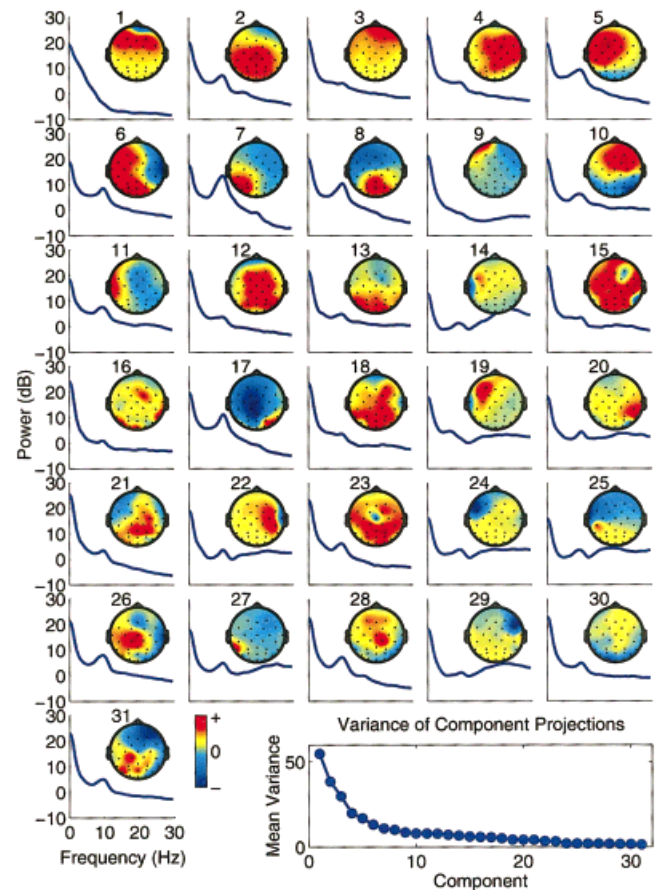 30 1 2 3 4 5
20
10
0
-10
30 6 7 8 9 10
20
10
0
-10
30 11 12 13 14 15
20
10
0
-10
30 16 17 18 19 20
20
10
0
-10
30 21 22 23 24 25
20
10
0
-10
30 26 27 28 29 30
20
10
0
-10
Power (dB)
30 31
20
10
0
-10
0 10 20 30
Frequency (Hz)
+
0
−
Variance of Component Projections
50
0
Mean Variance
0 10 20 30
Component